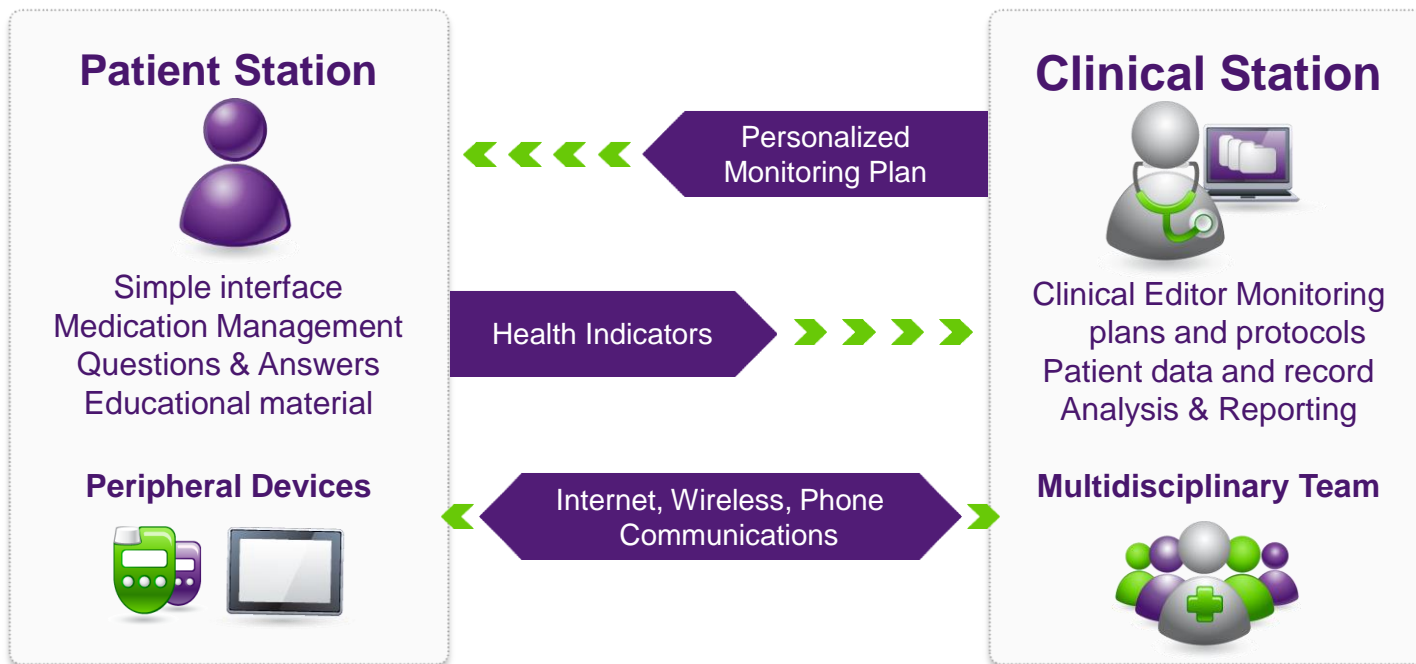 Patient Station
Simple interface
Medication Management
Questions & Answers
Educational material
Peripheral Devices
Personalized
Monitoring Plan
Health Indicators
Internet, Wireless, Phone
Communications
Clinical Station
Clinical Editor Monitoring
plans and protocols
Patient data and record
Analysis & Reporting
Multidisciplinary Team